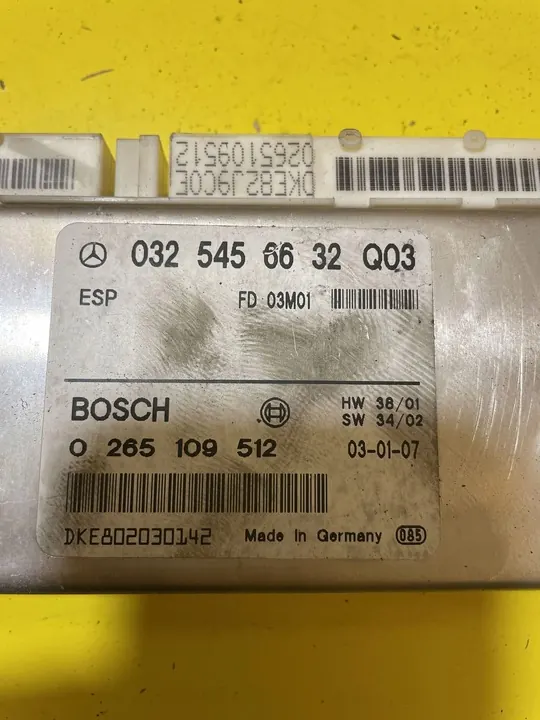 DKE82J9C0E
0265109512
032 545 66 32 Q03
ESP
FD 03M01
BOSCH
HW 38/01
SW 34/02
0 265 109 512
03-01-07
DKE802030142
Made in Germany
085